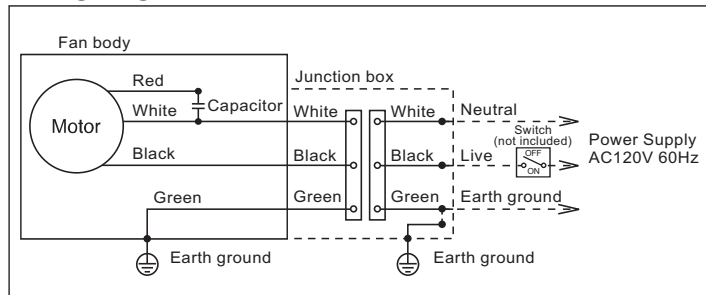 Fan body
Junction box
Red
White
Capacitor
White
White
Neutral
Motor
Switch
(not included)
OFF
ON
Power Supply
AC120V 60Hz
Black
Black
Black
Live
Green
Green
Green
Earth ground
Earth ground
Earth ground